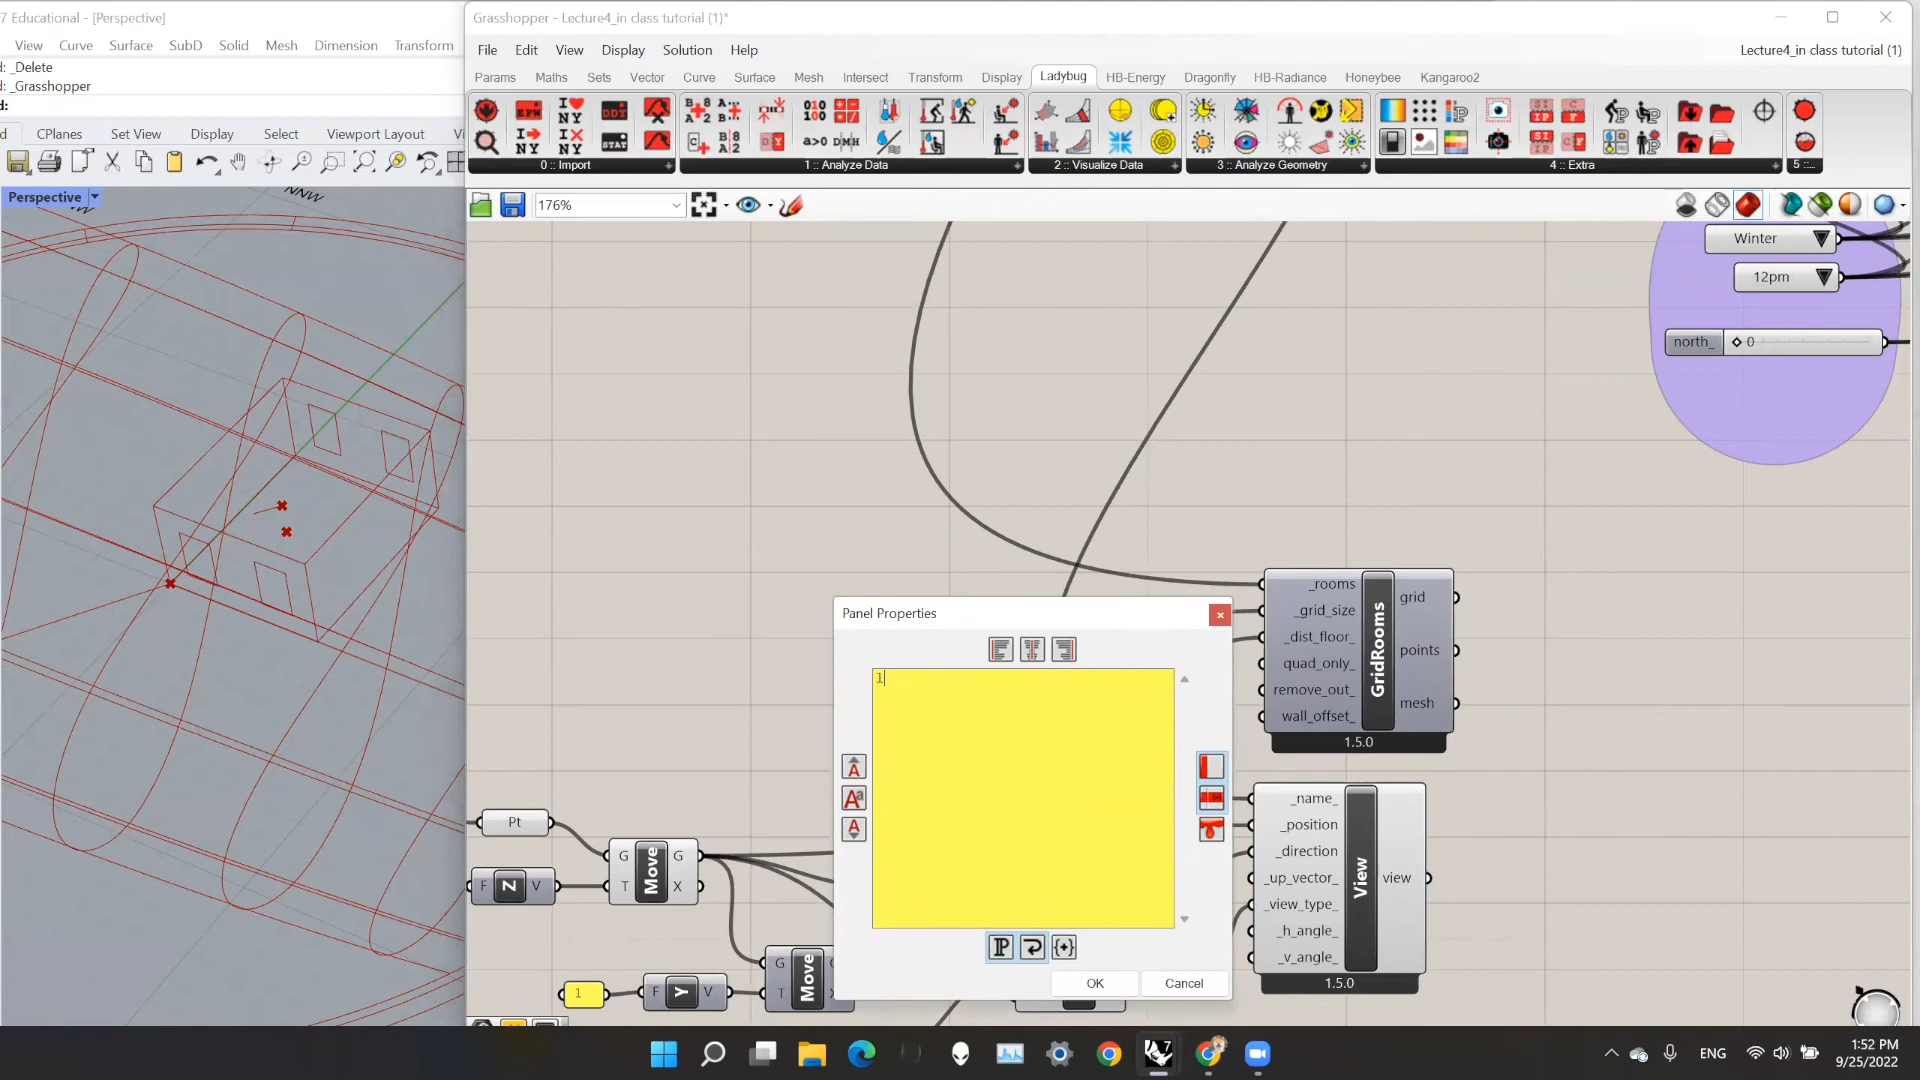 7 Educational - [Perspective]
View Curve Surface SubD Solid Mesh Dimension Transform
d: _Delete
d: _Grasshopper
d:
d CPlanes Set View Display Select Viewport Layout Vi
Perspective
NNW
Grasshopper - Lecture4_in class tutorial (1)*
File Edit View Display Solution Help
Lecture4_in class tutorial (1)
Params Maths Sets Vector Curve Surface Mesh Intersect Transform Display Ladybug HB-Energy Dragonfly HB-Radiance Honeybee Kangaroo2
0 :: Import
1 :: Analyze Data
2 :: Visualize Data
3 :: Analyze Geometry
4 :: Extra
5 ::...
176%
Winter
12pm
north_ 0
_rooms
_grid_size
_dist_floor_
quad_only_
remove_out_
wall_offset_
GridRooms
grid
points
mesh
1.5.0
Panel Properties
1
OK Cancel
_name_
_position
_direction
_up_vector_
_view_type_
_h_angle_
_v_angle_
View
view
1.5.0
Pt
F Z V
G T Move G X
1
F Y V
G T Move
ENG
1:52 PM
9/25/2022